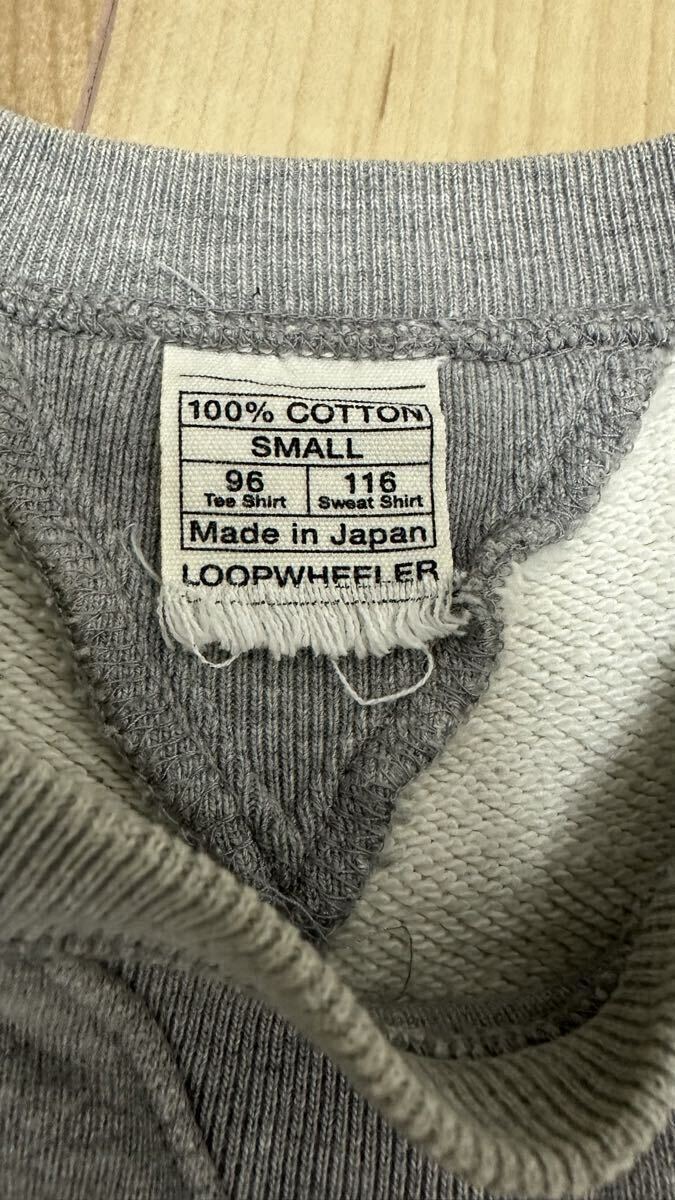 100% COTTON
SMALL
96 116
Tee Shirt Sweat Shirt
Made in Japan
LOOPWHEELER